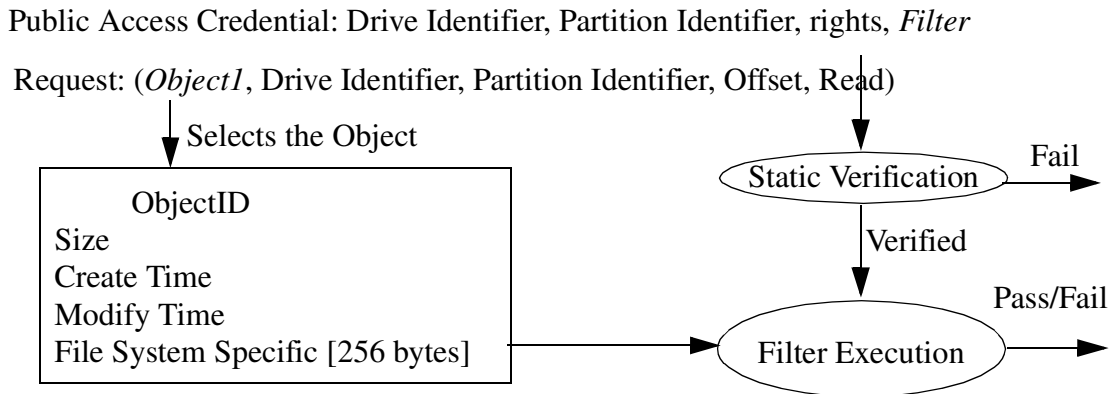 Public Access Credential: Drive Identifier, Partition Identifier, rights, Filter
Request: (Object1, Drive Identifier, Partition Identifier, Offset, Read)
Selects the Object
ObjectID
Size
Create Time
Modify Time
File System Specific [256 bytes]
Static Verification
Fail
Verified
Pass/Fail
Filter Execution